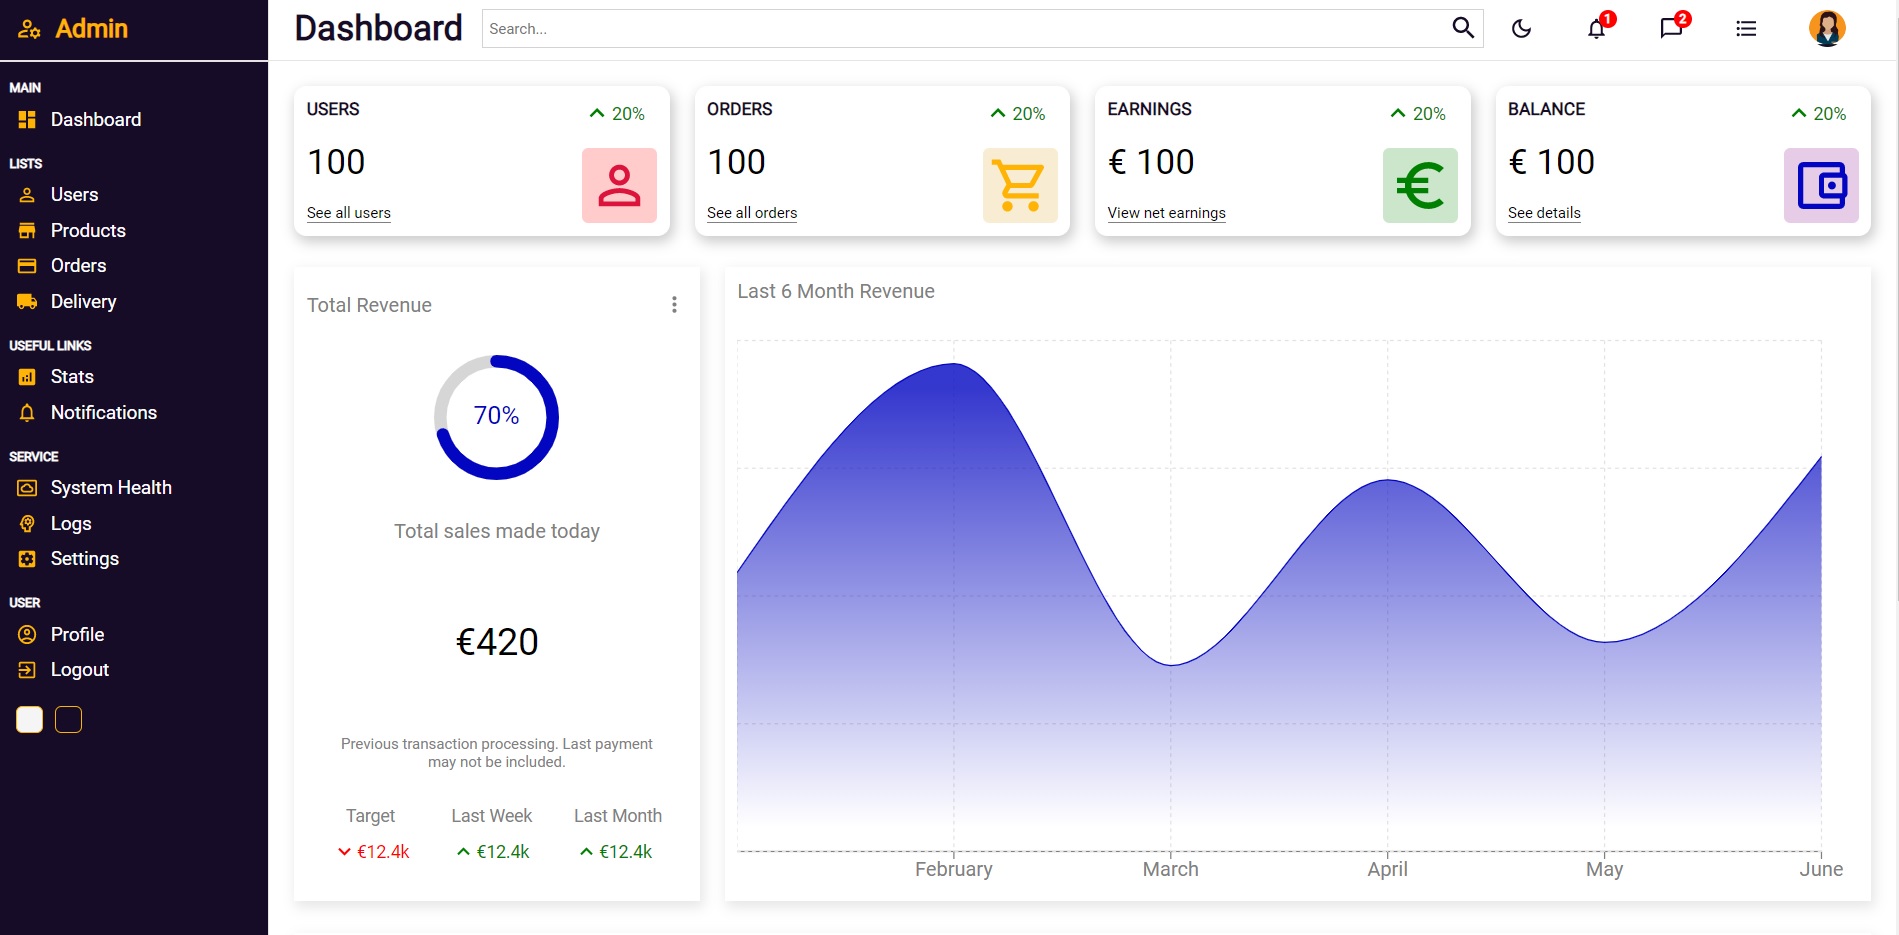 Admin
MAIN
Dashboard
LISTS
Users
Products
Orders
Delivery
USEFUL LINKS
Stats
Notifications
SERVICE
System Health
Logs
Settings
USER
Profile
Logout
Dashboard
Search...
1
2
USERS
20%
100
See all users
ORDERS
20%
100
See all orders
EARNINGS
20%
€ 100
View net earnings
BALANCE
20%
€ 100
See details
Total Revenue
70%
Total sales made today
€420
Previous transaction processing. Last payment
may not be included.
Target
Last Week
Last Month
€12.4k
€12.4k
€12.4k
Last 6 Month Revenue
February
March
April
May
June